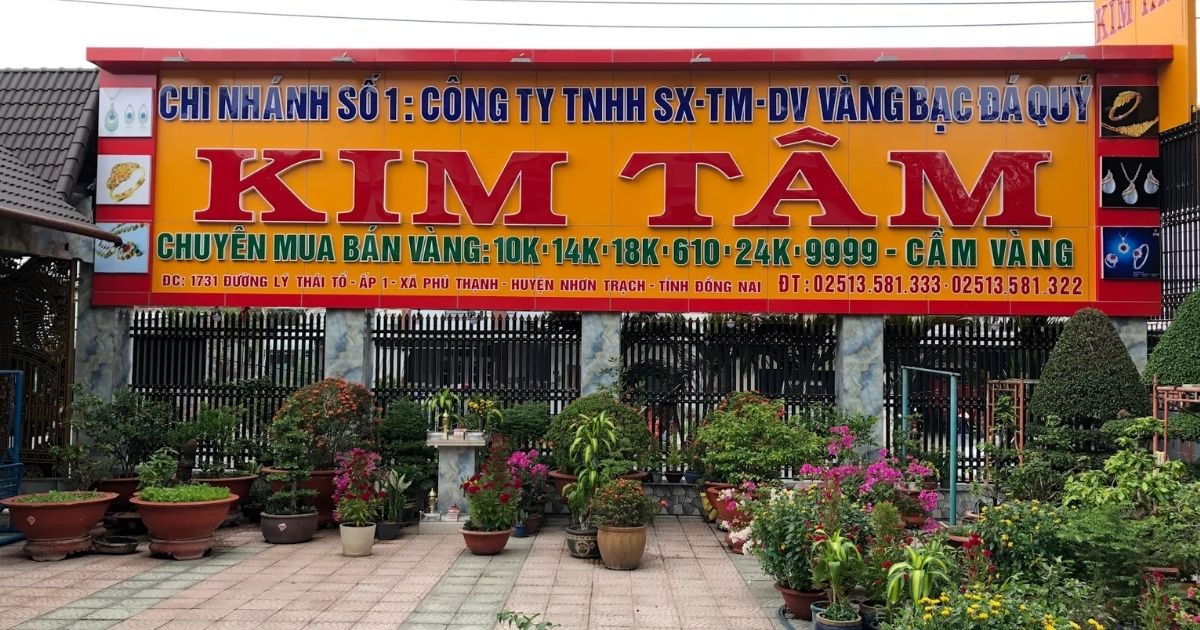 KIM TÂM
CHI NHÁNH SỐ 1: CÔNG TY TNHH SX-TM-DV VÀNG BẠC ĐÁ QUÝ
KIM TÂM
CHUYÊN MUA BÁN VÀNG: 10K·14K·18K·610·24K·9999 - CẦM VÀNG
ĐC: 1731 ĐƯỜNG LÝ THÁI TỔ - ẤP 1 - XÃ PHÚ THẠNH - HUYỆN NHƠN TRẠCH - TỈNH ĐỒNG NAI ĐT: 02513.581.333·02513.581.322